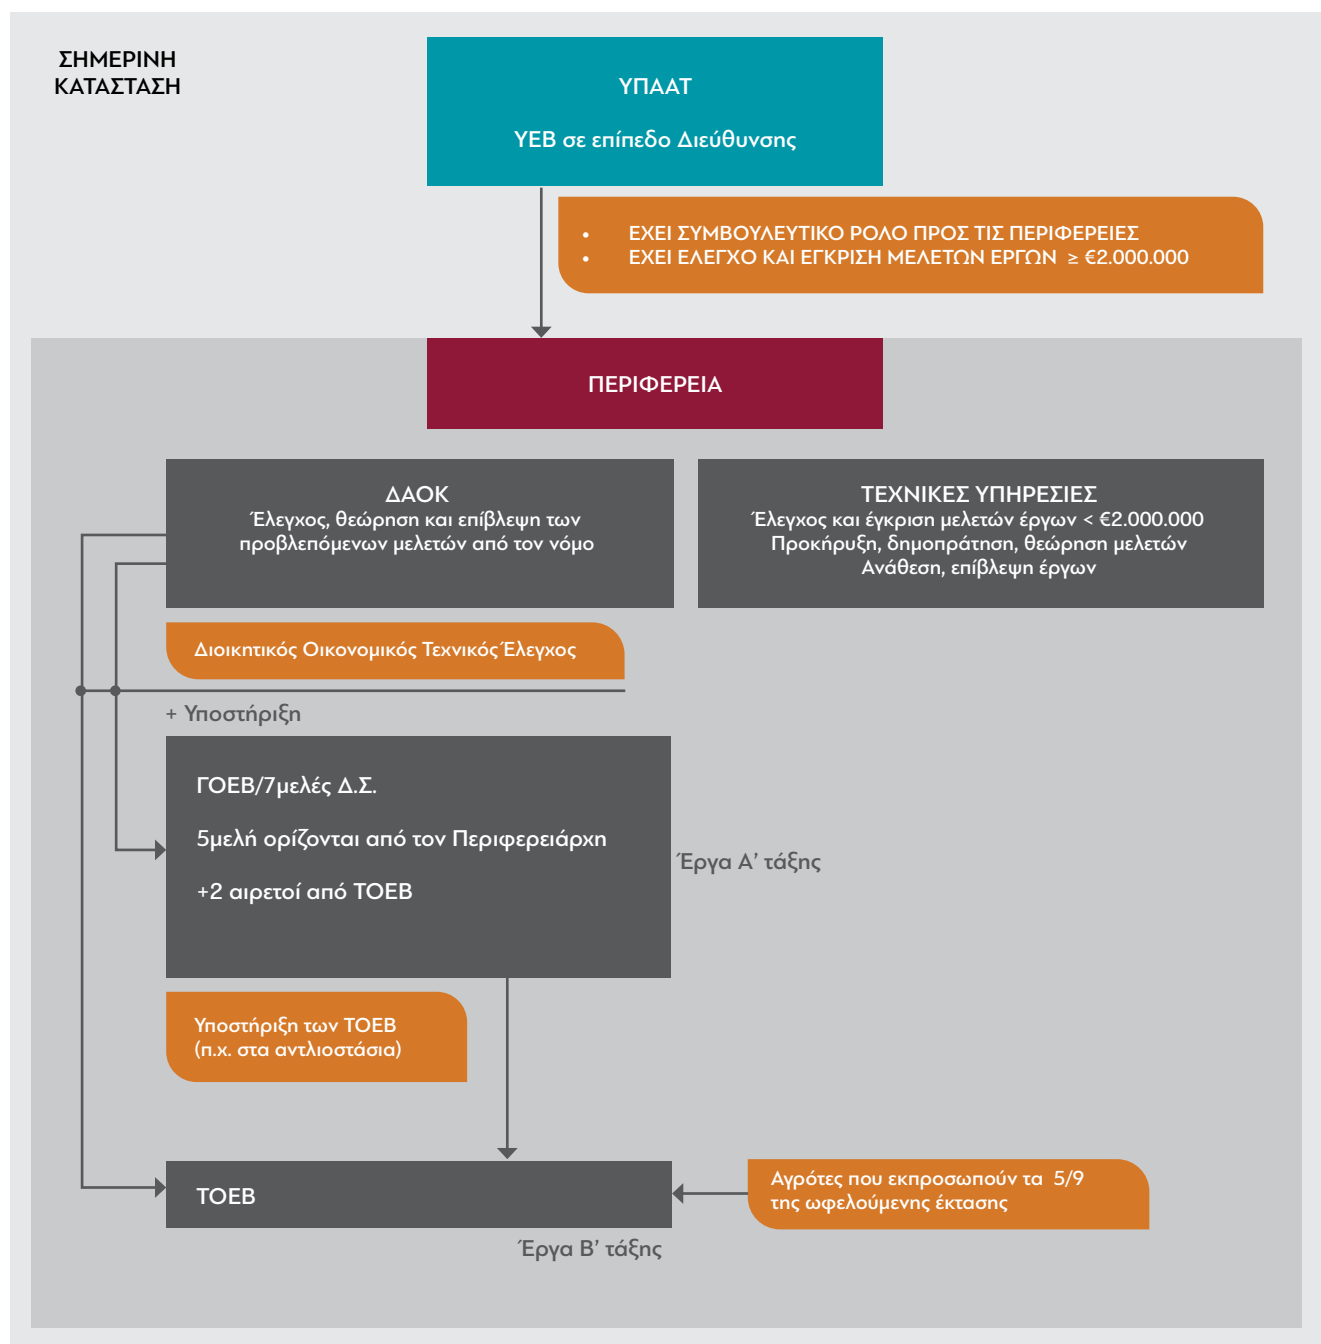 ΣΗΜΕΡΙΝΗ
ΚΑΤΑΣΤΑΣΗ
ΥΠΑΑΤ
ΥΕΒ σε επίπεδο Διεύθυνσης
• ΕΧΕΙ ΣΥΜΒΟΥΛΕΥΤΙΚΟ ΡΟΛΟ ΠΡΟΣ ΤΙΣ ΠΕΡΙΦΕΡΕΙΕΣ
• ΕΧΕΙ ΕΛΕΓΧΟ ΚΑΙ ΕΓΚΡΙΣΗ ΜΕΛΕΤΩΝ ΕΡΓΩΝ ≥ €2.000.000
ΠΕΡΙΦΕΡΕΙΑ
ΔΑΟΚ
Έλεγχος, θεώρηση και επίβλεψη των
προβλεπόμενων μελετών από τον νόμο
ΤΕΧΝΙΚΕΣ ΥΠΗΡΕΣΙΕΣ
Έλεγχος και έγκριση μελετών έργων < €2.000.000
Προκήρυξη, δημοπράτηση, θεώρηση μελετών
Ανάθεση, επίβλεψη έργων
Διοικητικός Οικονομικός Τεχνικός Έλεγχος
+ Υποστήριξη
ΓΟΕΒ/7μελές Δ.Σ.
5μελή ορίζονται από τον Περιφερειάρχη
+2 αιρετοί από ΤΟΕΒ
Έργα Α' τάξης
Υποστήριξη των ΤΟΕΒ
(π.χ. στα αντλιοστάσια)
ΤΟΕΒ
Αγρότες που εκπροσωπούν τα 5/9
της ωφελούμενης έκτασης
Έργα Β' τάξης